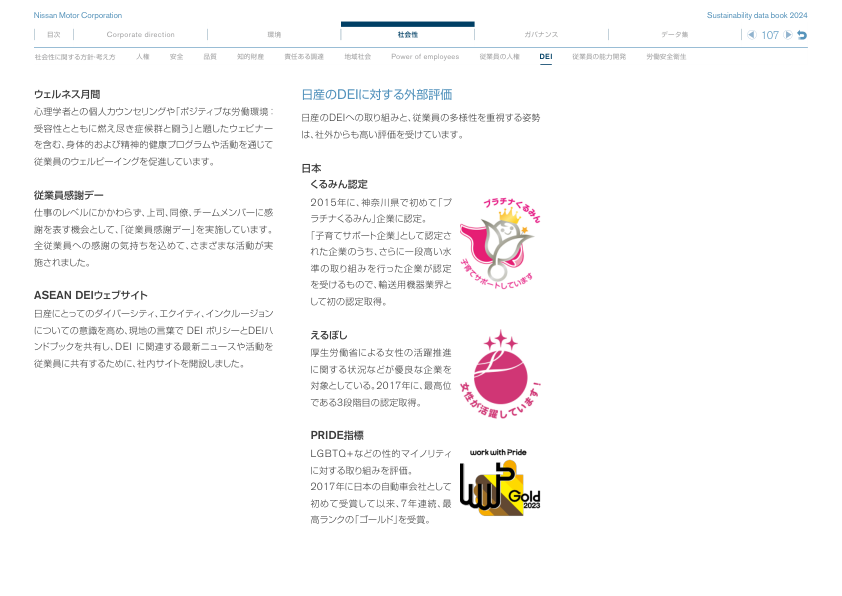 Nissan Motor Corporation
Sustainability data book 2024
目次
Corporate direction
環境
社会性
ガバナンス
データ集
107
社会性に関する方針・考え方
人権
安全
品質
知的財産
責任ある調達
地域社会
Power of employees
従業員の人権
DEI
従業員の能力開発
労働安全衛生
ウェルネス月間
心理学者との個人カウンセリングや「ポジティブな労働環境：
受容性とともに燃え尽き症候群と闘う」と題したウェビナー
を含む、身体的および精神的健康プログラムや活動を通じて
従業員のウェルビーイングを促進しています。
従業員感謝デー
仕事のレベルにかかわらず、上司、同僚、チームメンバーに感
謝を表す機会として、「従業員感謝デー」を実施しています。
全従業員への感謝の気持ちを込めて、さまざまな活動が実
施されました。
ASEAN DEIウェブサイト
日産にとってのダイバーシティ、エクイティ、インクルージョン
についての意識を高め、現地の言葉で DEI ポリシーとDEIハ
ンドブックを共有し、DEI に関連する最新ニュースや活動を
従業員に共有するために、社内サイトを開設しました。
日産のDEIに対する外部評価
日産のDEIへの取り組みと、従業員の多様性を重視する姿勢
は、社外からも高い評価を受けています。
日本
くるみん認定
2015年に、神奈川県で初めて「プ
ラチナくるみん」企業に認定。
「子育てサポート企業」として認定さ
れた企業のうち、さらに一段高い水
準の取り組みを行った企業が認定
を受けるもので、輸送用機器業界と
して初の認定取得。
プラチナくるみん
子育てサポートしています
えるぼし
厚生労働省による女性の活躍推進
に関する状況などが優良な企業を
対象としている。2017年に、最高位
である3段階目の認定取得。
女性が活躍しています！
PRIDE指標
LGBTQ+などの性的マイノリティ
に対する取り組みを評価。
2017年に日本の自動車会社として
初めて受賞して以来、7年連続、最
高ランクの「ゴールド」を受賞。
work with Pride
Gold
2023